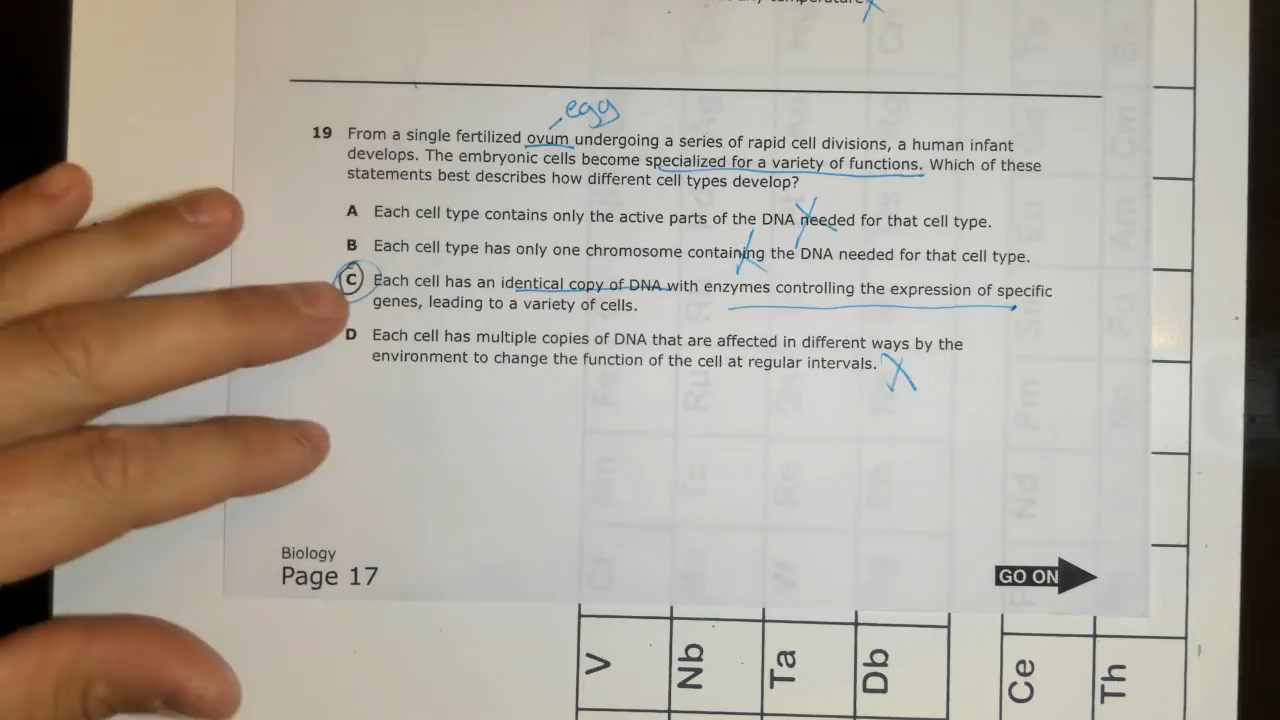 temperature
egg
19 From a single fertilized ovum undergoing a series of rapid cell divisions, a human infant
develops. The embryonic cells become specialized for a variety of functions. Which of these
statements best describes how different cell types develop?
A Each cell type contains only the active parts of the DNA needed for that cell type.
B Each cell type has only one chromosome containing the DNA needed for that cell type.
C Each cell has an identical copy of DNA with enzymes controlling the expression of specific
genes, leading to a variety of cells.
D Each cell has multiple copies of DNA that are affected in different ways by the
environment to change the function of the cell at regular intervals.
Biology
Page 17
GO ON
V
Nb
Ta
Db
Ce
Th